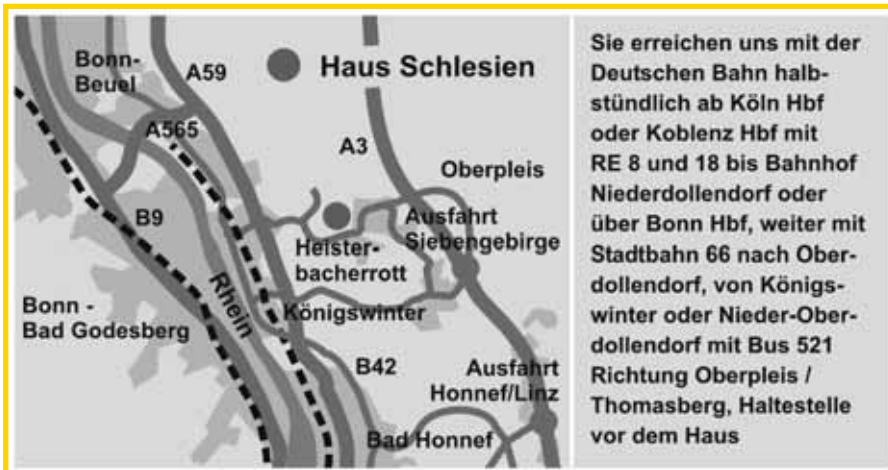 Bonn-
Beuel
A59
Haus Schlesien
A565
A3
Oberpleis
B9
Ausfahrt
Siebengebirge
Heister-
bacherrott
Rhein
Königswinter
Bonn -
Bad Godesberg
B42
Ausfahrt
Honnef/Linz
Bad Honnef
Sie erreichen uns mit der
Deutschen Bahn halb-
stündlich ab Köln Hbf
oder Koblenz Hbf mit
RE 8 und 18 bis Bahnhof
Niederdollendorf oder
über Bonn Hbf, weiter mit
Stadtbahn 66 nach Ober-
dollendorf, von Königs-
winter oder Nieder-Ober-
dollendorf mit Bus 521
Richtung Oberpleis /
Thomasberg, Haltestelle
vor dem Haus